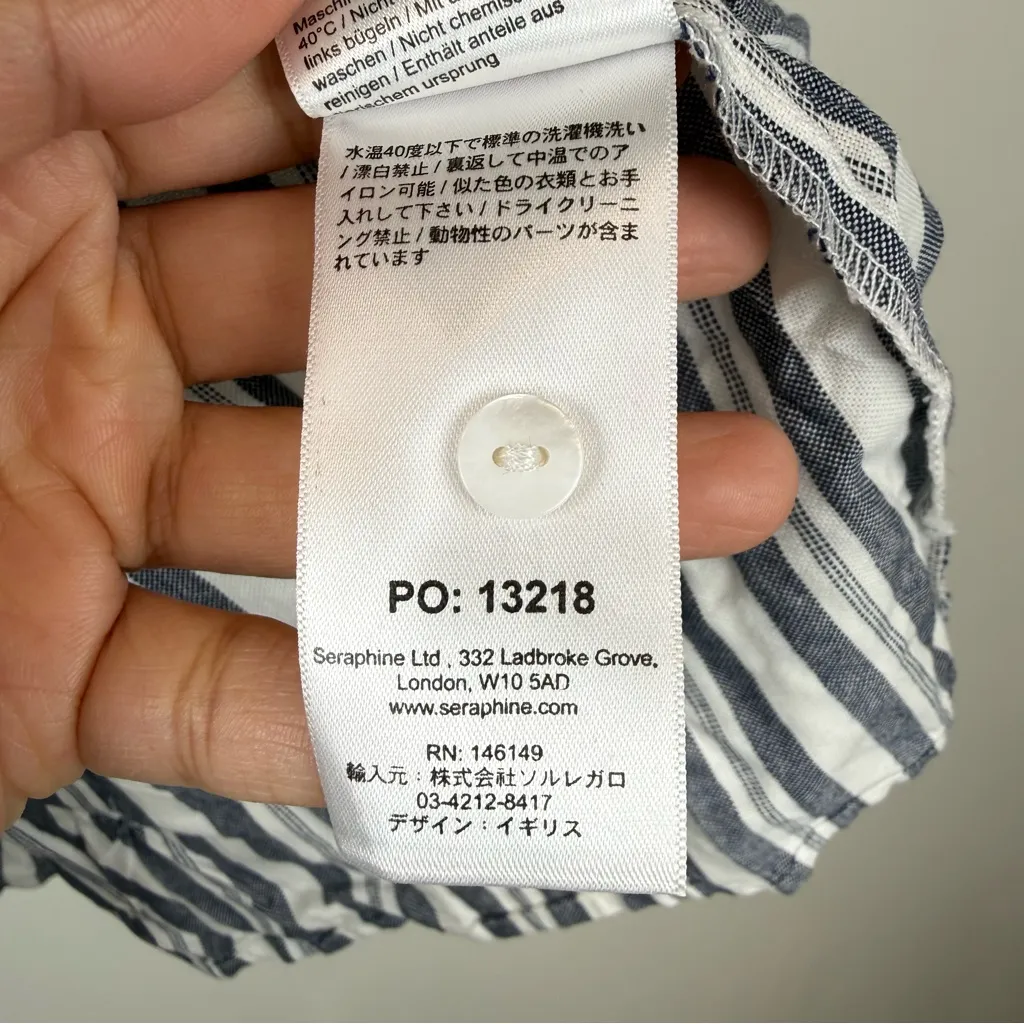 40°C / Nicht
links bügeln / Mit
waschen / Nicht chemise
reinigen / Enthält anteile aus
ischem ursprung
水温40度以下で標準の洗濯機洗い
/ 漂白禁止 / 裏返して中温でのア
イロン可能 / 似た色の衣類とお手
入れして下さい / ドライクリーニ
ング禁止 / 動物性のパーツが含ま
れています
PO: 13218
Seraphine Ltd , 332 Ladbroke Grove,
London, W10 5AD
www.seraphine.com
RN: 146149
輸入元：株式会社ソルレガロ
03-4212-8417
デザイン：イギリス